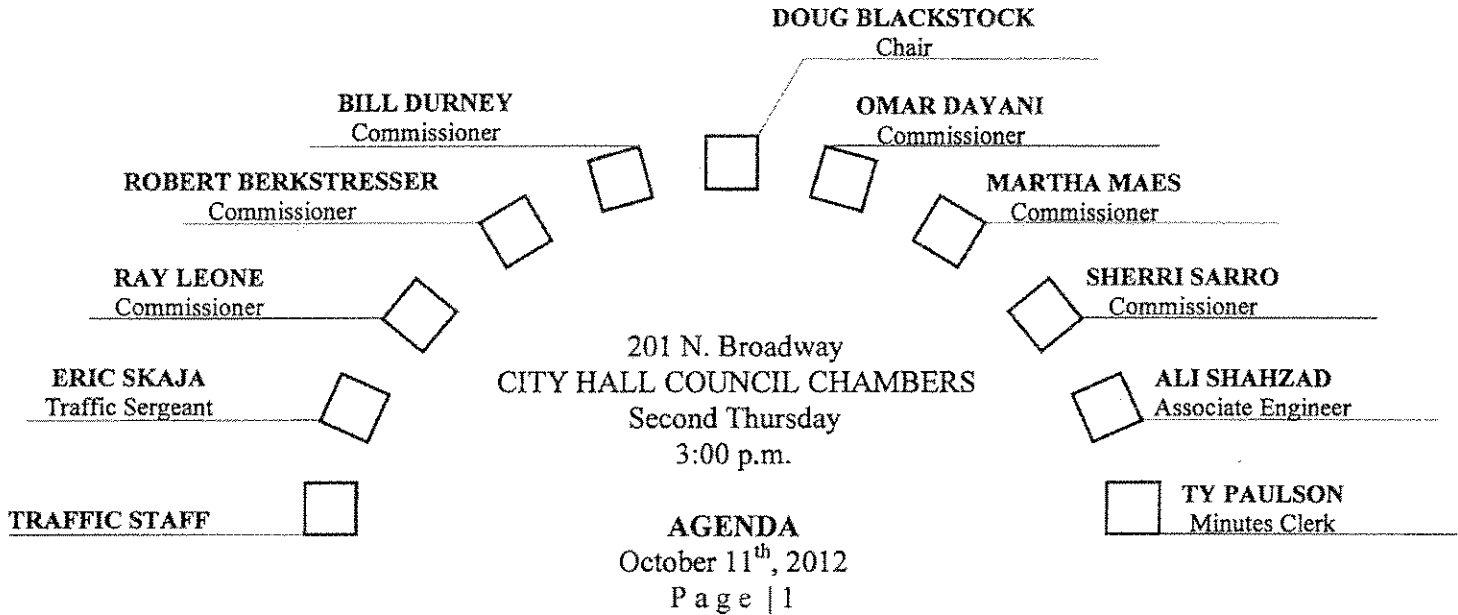 DOUG BLACKSTOCK
Chair
BILL DURNEY
Commissioner
OMAR DAYANI
Commissioner
ROBERT BERKSTRESSER
Commissioner
MARTHA MAES
Commissioner
RAY LEONE
Commissioner
SHERRI SARRO
Commissioner
ERIC SKAJA
Traffic Sergeant
ALI SHAHZAD
Associate Engineer
TRAFFIC STAFF
TY PAULSON
Minutes Clerk
201 N. Broadway
CITY HALL COUNCIL CHAMBERS
Second Thursday
3:00 p.m.
AGENDA
October 11th, 2012
Page | 1